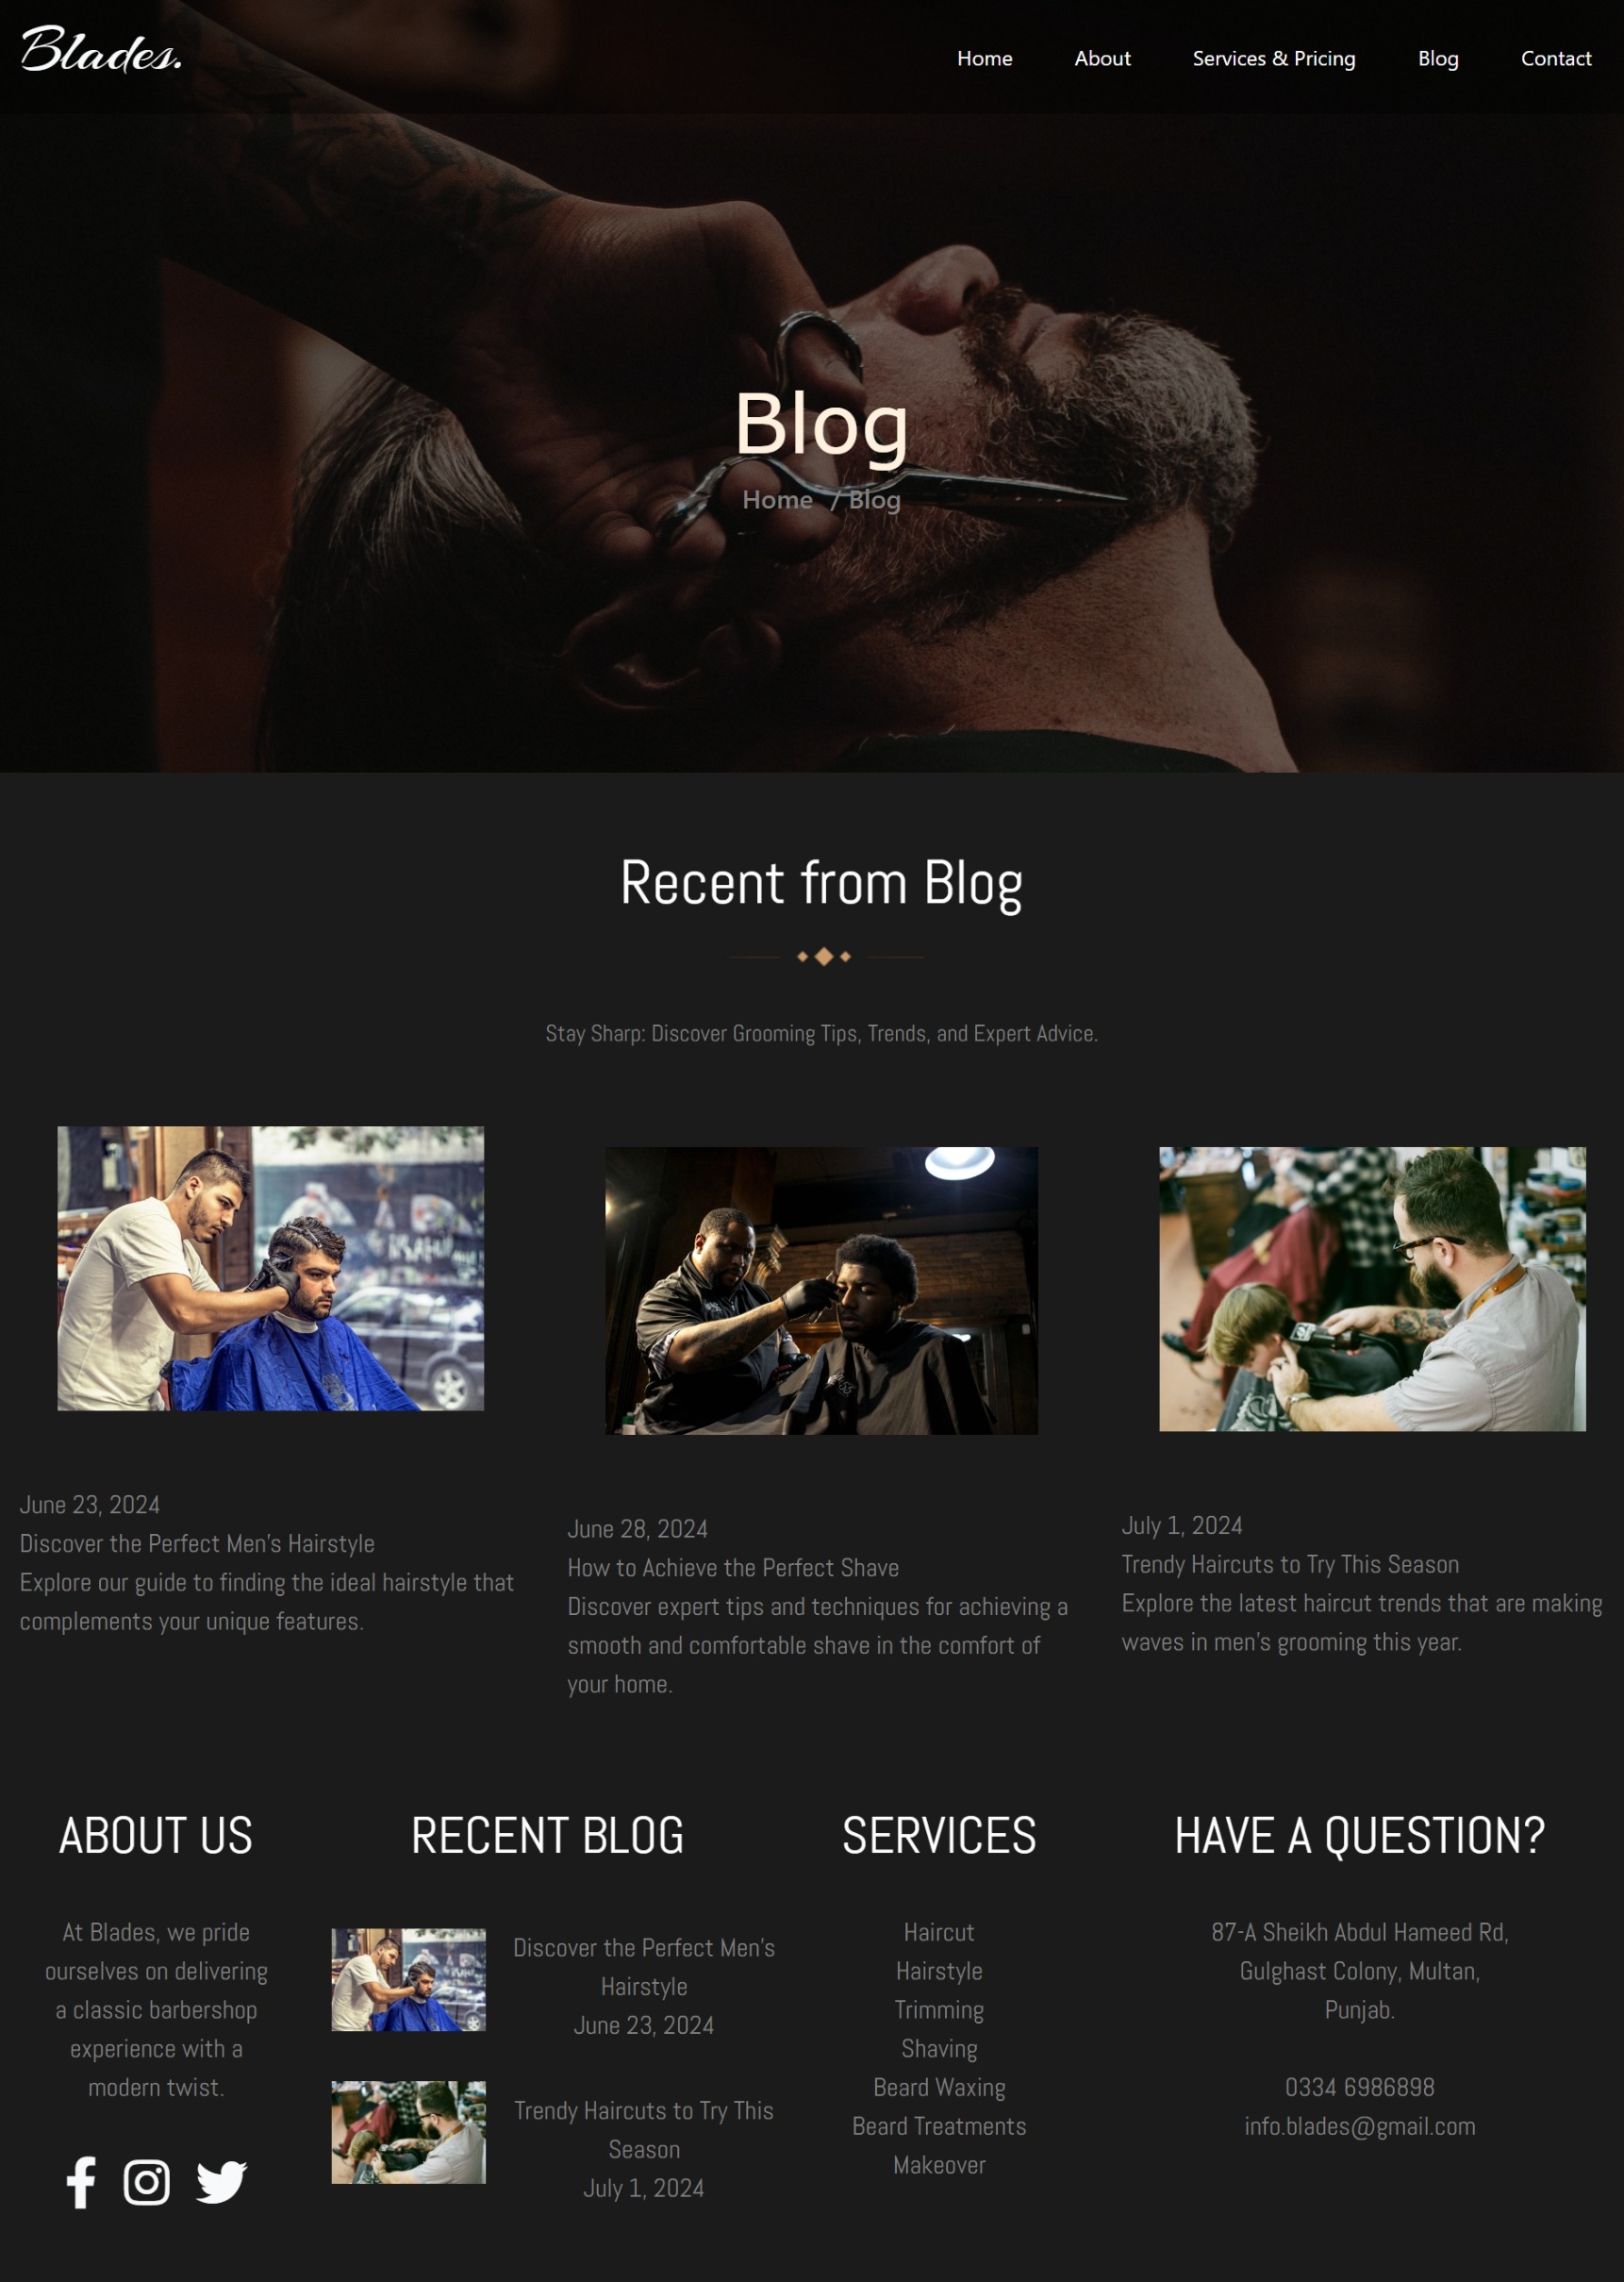 Blades.
Home
About
Services & Pricing
Blog
Contact
Blog
Home / Blog
Recent from Blog
Stay Sharp: Discover Grooming Tips, Trends, and Expert Advice.
June 23, 2024
Discover the Perfect Men's Hairstyle
Explore our guide to finding the ideal hairstyle that
complements your unique features.
June 28, 2024
How to Achieve the Perfect Shave
Discover expert tips and techniques for achieving a
smooth and comfortable shave in the comfort of
your home.
July 1, 2024
Trendy Haircuts to Try This Season
Explore the latest haircut trends that are making
waves in men's grooming this year.
ABOUT US
At Blades, we pride
ourselves on delivering
a classic barbershop
experience with a
modern twist.
RECENT BLOG
Discover the Perfect Men's
Hairstyle
June 23, 2024
Trendy Haircuts to Try This
Season
July 1, 2024
SERVICES
Haircut
Hairstyle
Trimming
Shaving
Beard Waxing
Beard Treatments
Makeover
HAVE A QUESTION?
87-A Sheikh Abdul Hameed Rd,
Gulghast Colony, Multan,
Punjab.
0334 6986898
info.blades@gmail.com